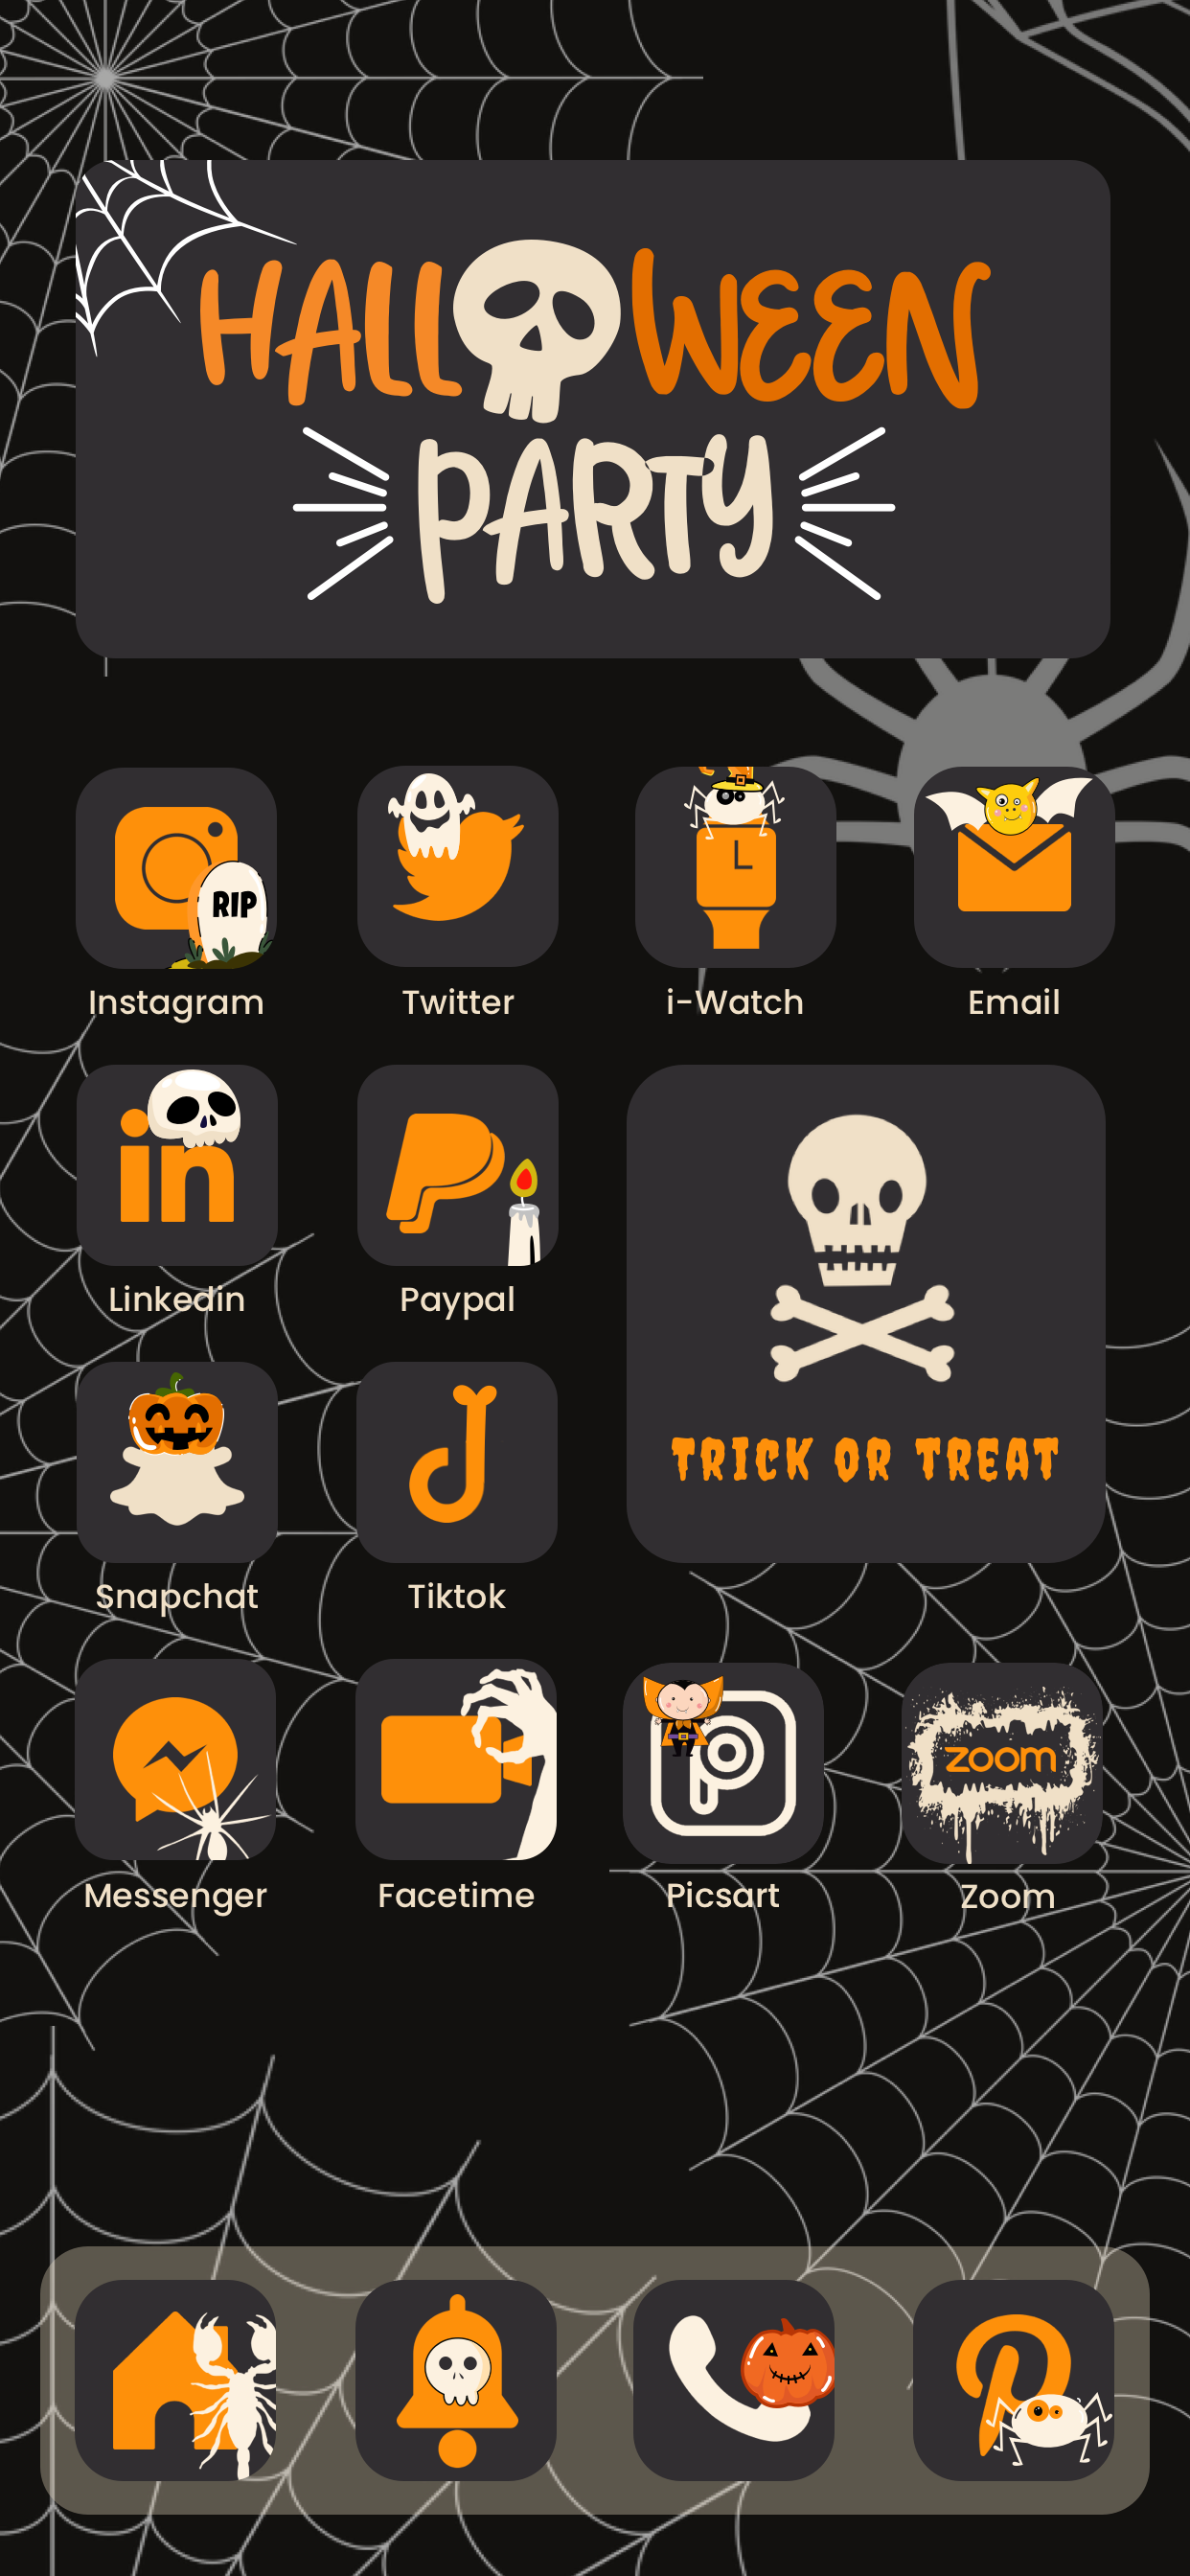 HALLOWEEN
PARTY
RIP
Instagram
Twitter
i-Watch
Email
in
Linkedin
Paypal
TRICK OR TREAT
Snapchat
Tiktok
zoom
Messenger
Facetime
Picsart
Zoom